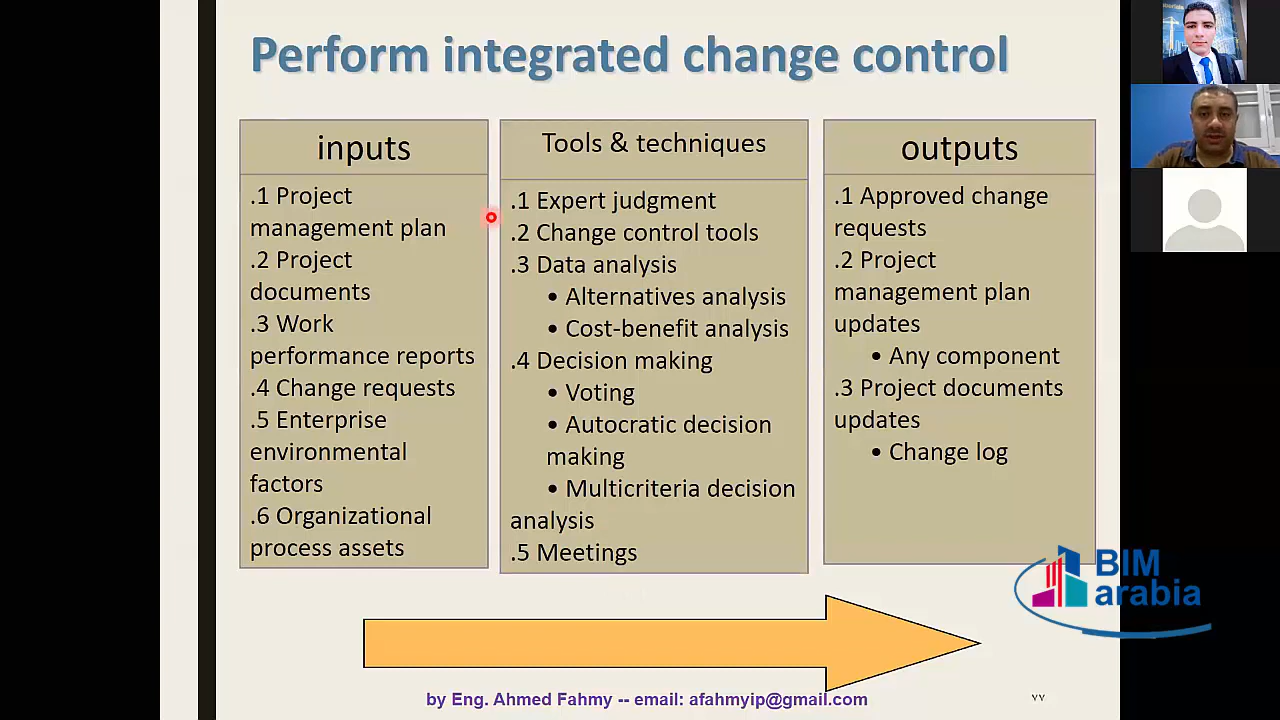 Perform integrated change control
inputs
.1 Project
management plan
.2 Project
documents
.3 Work
performance reports
.4 Change requests
.5 Enterprise
environmental
factors
.6 Organizational
process assets
Tools & techniques
.1 Expert judgment
.2 Change control tools
.3 Data analysis
• Alternatives analysis
• Cost-benefit analysis
.4 Decision making
• Voting
• Autocratic decision
making
• Multicriteria decision
analysis
.5 Meetings
outputs
.1 Approved change
requests
.2 Project
management plan
updates
• Any component
.3 Project documents
updates
• Change log
BIM
arabia
by Eng. Ahmed Fahmy -- email: afahmyip@gmail.com
٧٧